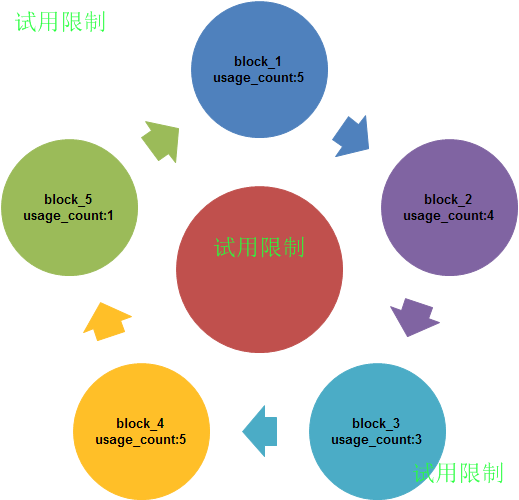 试用限制
block_1
usage_count:5
block_5
usage_count:1
block_2
usage_count:4
试用限制
block_4
usage_count:5
block_3
usage_count:3
试用限制